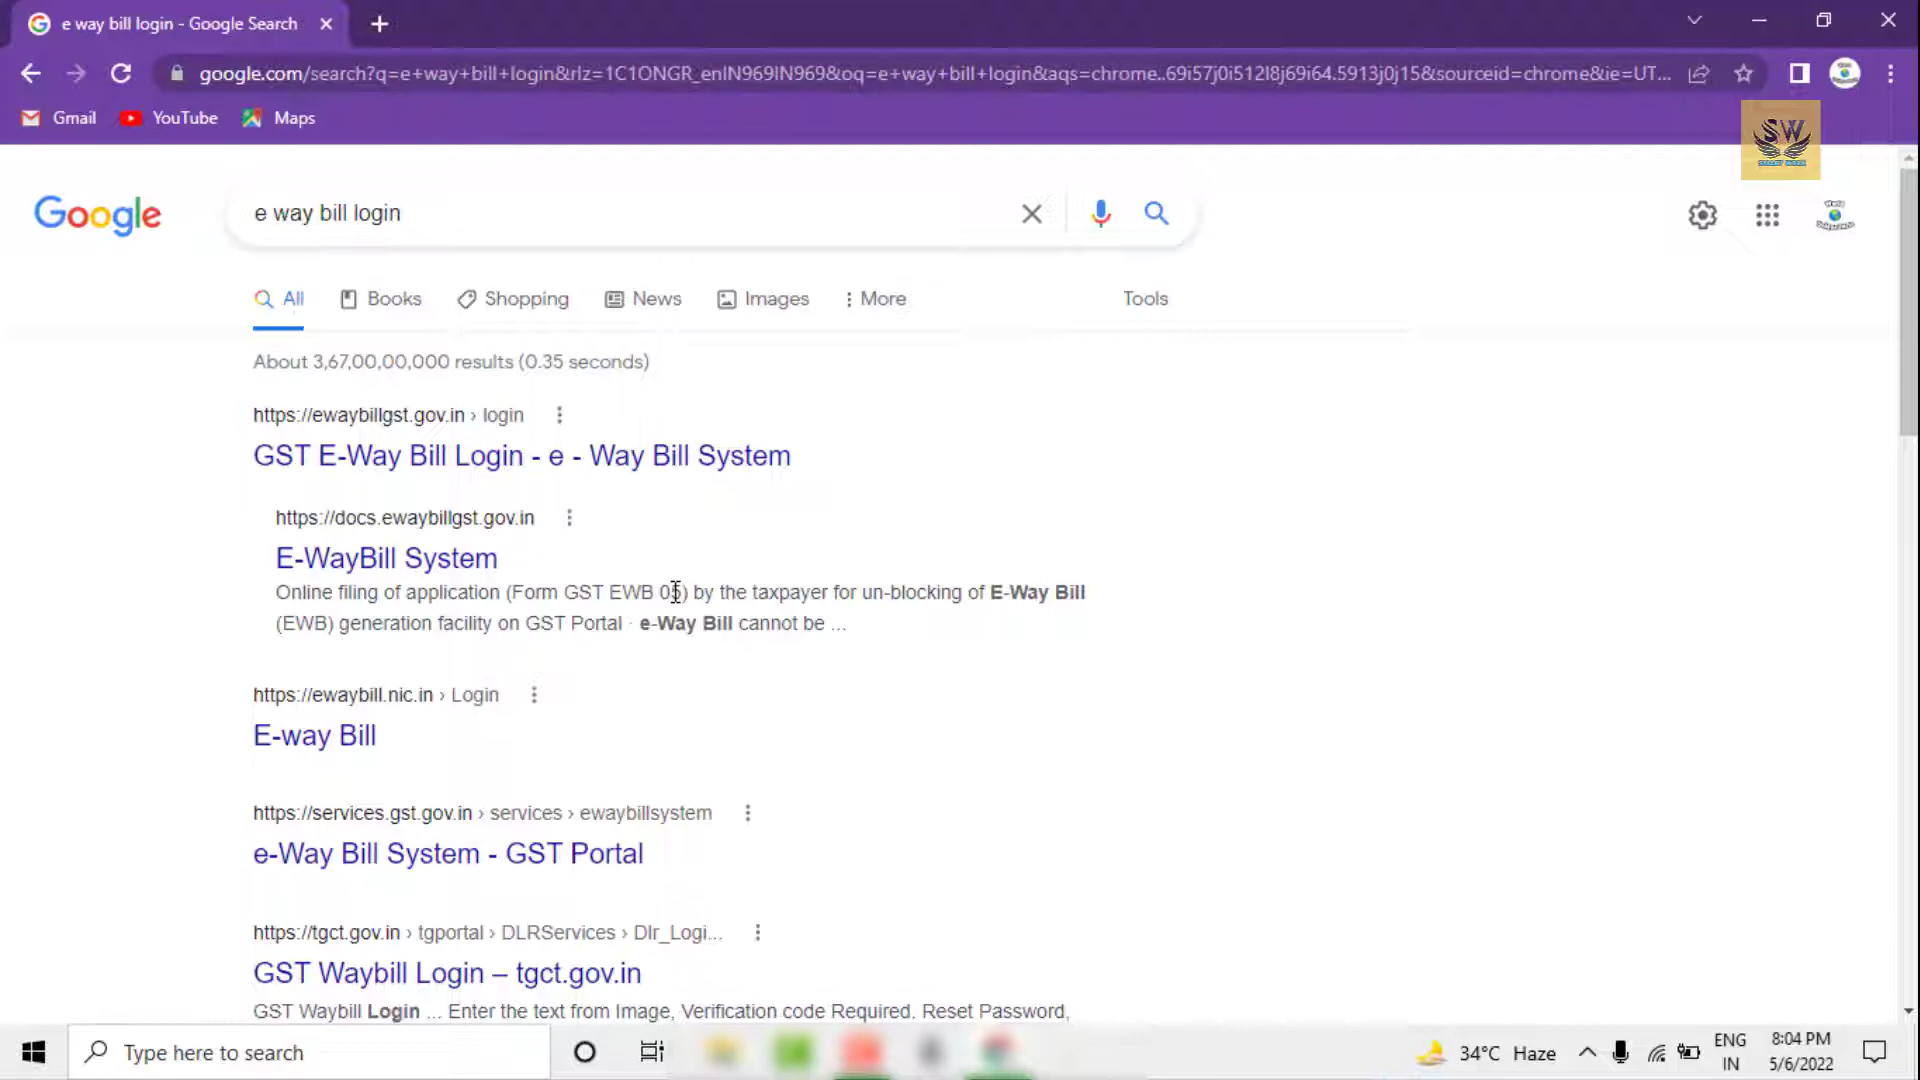 e way bill login - Google Search
google.com/search?q=e+way+bill+login&rlz=1C1ONGR_enIN969IN969&oq=e+way+bill+login&aqs=chrome..69i57j0i512l8j69i64.5913j0j15&sourceid=chrome&ie=UT...
Gmail YouTube Maps
SW
SMART WORK
Google e way bill login
All Books Shopping News Images More Tools
About 3,67,00,00,000 results (0.35 seconds)
https://ewaybillgst.gov.in › login
GST E-Way Bill Login - e - Way Bill System
https://docs.ewaybillgst.gov.in
E-WayBill System
Online filing of application (Form GST EWB 05) by the taxpayer for un-blocking of E-Way Bill
(EWB) generation facility on GST Portal · e-Way Bill cannot be ...
https://ewaybill.nic.in › Login
E-way Bill
https://services.gst.gov.in › services › ewaybillsystem
e-Way Bill System - GST Portal
https://tgct.gov.in › tgportal › DLRServices › Dlr_Logi...
GST Waybill Login – tgct.gov.in
GST Waybill Login ... Enter the text from Image, Verification code Required. Reset Password,
Type here to search
34°C Haze
ENG
IN
8:04 PM
5/6/2022